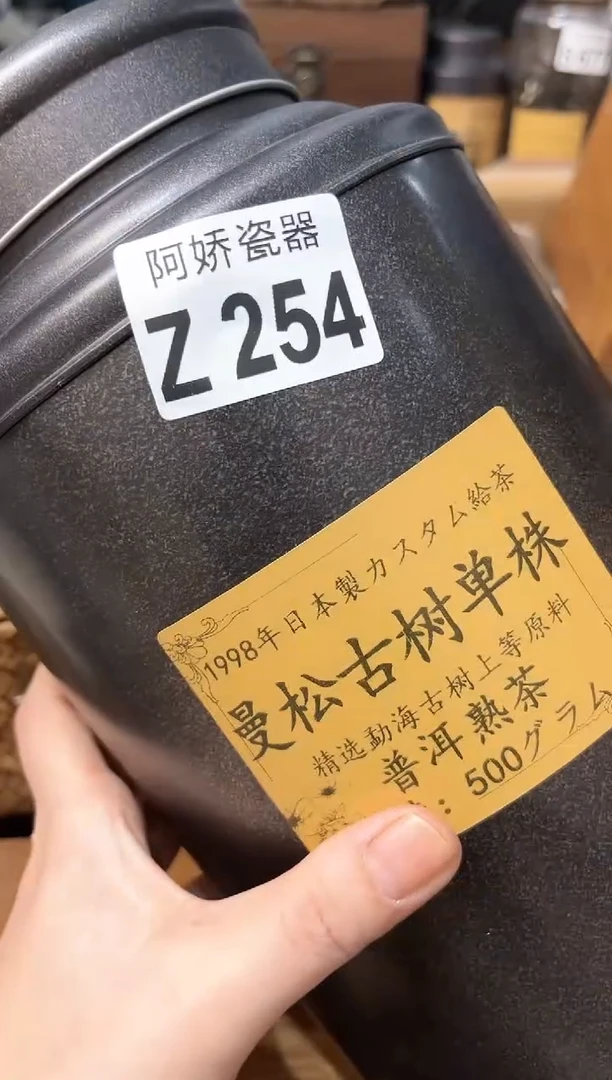 阿娇瓷器
Z 254
1998年日本製カスタム給茶
曼松古树单株
精选勐海古树上等原料
普洱熟茶
：500グラム